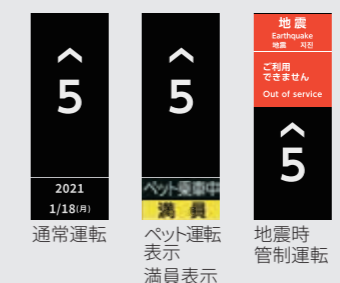 5
2021
1/18(月)
通常運転
5
ペット乗車中
満員
ペット運転
表示
満員表示
地震
Earthquake
地震 지진
ご利用
できません
Out of service
5
地震時
管制運転